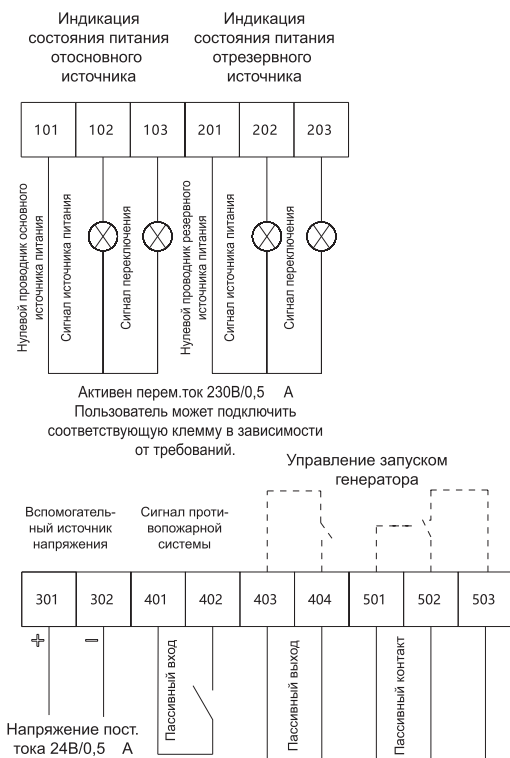 Индикация
состояния питания
отосновного
источника
Индикация
состояния питания
отрезервного
источника
101 102 103 201 202 203
Нулевой проводник основного
источника питания
Сигнал источника питания
Сигнал переключения
Нулевой проводник резервного
источника питания
Сигнал источника питания
Сигнал переключения
Активен перем.ток 230В/0,5 А
Пользователь может подключить
соответствующую клемму в зависимости
от требований.
Управление запуском
генератора
Вспомогатель-
ный источник
напряжения
Сигнал проти-
вопожарной
системы
301 302 401 402 403 404 501 502 503
+ −
Пассивный вход
Пассивный выход
Пассивный контакт
Напряжение пост.
тока 24В/0,5 А